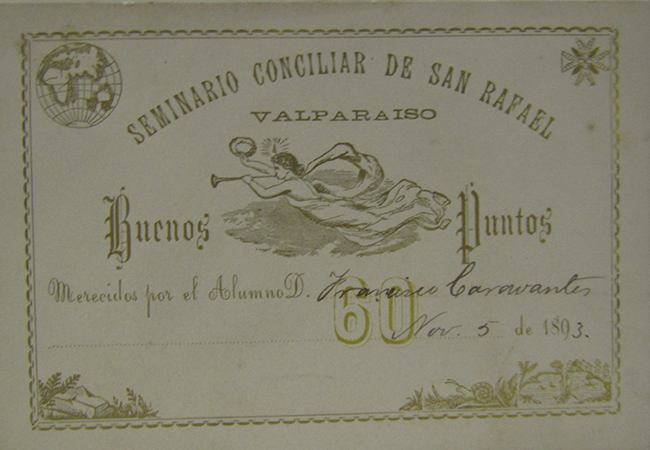 SEMINARIO CONCILIAR DE SAN RAFAEL
VALPARAISO
Buenos Puntos
Merecidos por el Alumno D. Francisco Caravantes
60
Nov. 5 de 1893.